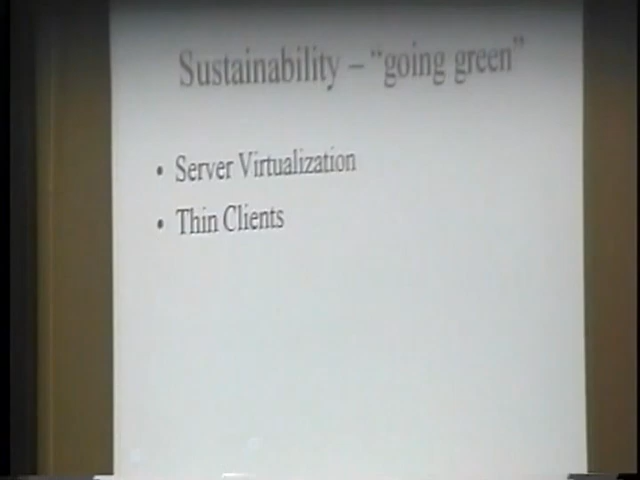 Sustainability – "going green"
• Server Virtualization
• Thin Clients